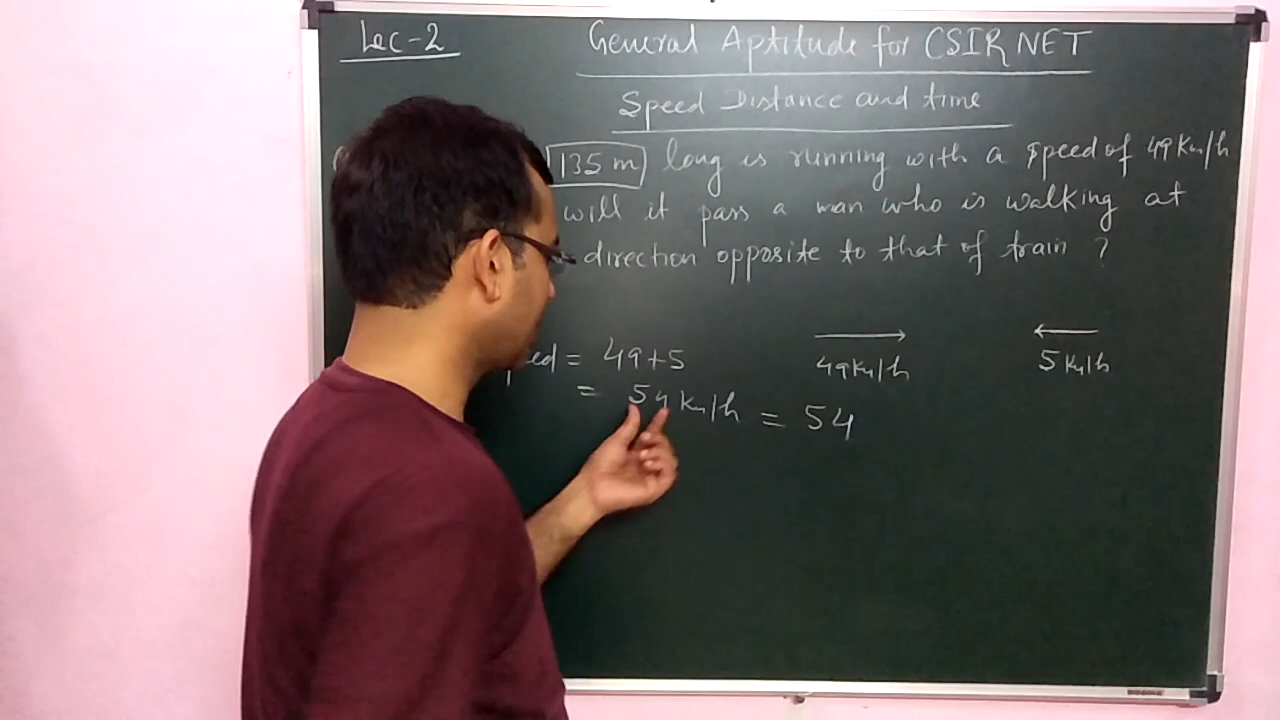 Lec-2
General Aptitude for CSIR NET
Speed Distance and time
135 m long is running with a speed of 49 Km/h
will it pass a man who is walking at
direction opposite to that of train ?
= 49+5
= 54 Km/h = 54
49 Km/h
5 Km/h